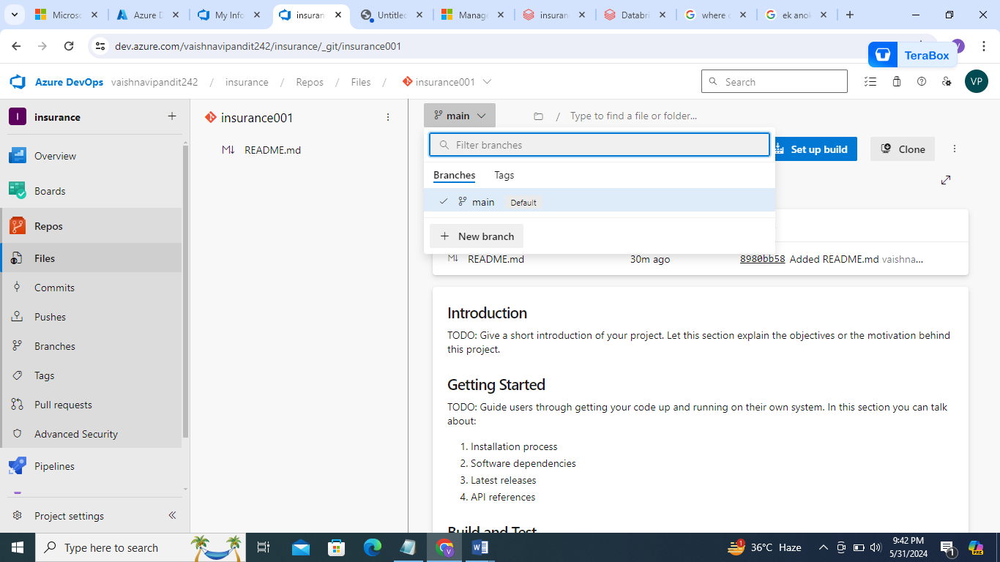 Microsc
Azure D
My Info
insuran
Untitled
Manage
insuran
Databri
where c
ek anok
dev.azure.com/vaishnavipandit242/insurance/_git/insurance001
TeraBox
Azure DevOps vaishnavipandit242 / insurance / Repos / Files / insurance001
Search
VP
I insurance
Overview
Boards
Repos
Files
Commits
Pushes
Branches
Tags
Pull requests
Advanced Security
Pipelines
Project settings
insurance001
README.md
main
/ Type to find a file or folder...
Filter branches
Set up build
Clone
Branches Tags
main Default
New branch
README.md 30m ago 8980bb58 Added README.md vaishna...
Introduction
TODO: Give a short introduction of your project. Let this section explain the objectives or the motivation behind
this project.
Getting Started
TODO: Guide users through getting your code up and running on their own system. In this section you can talk
about:
1. Installation process
2. Software dependencies
3. Latest releases
4. API references
Build and Test
Type here to search
36°C Haze
9:42 PM
5/31/2024